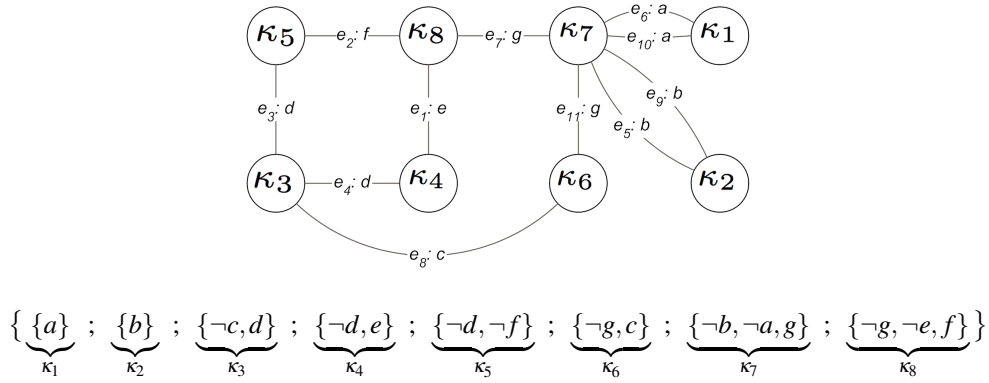 e₆: a
κ₅ e₂: f κ₈ e₇: g κ₇ e₁₀: a κ₁
e₉: b
e₃: d e₁: e e₁₁: g e₅: b
κ₃ e₄: d κ₄ κ₆ κ₂
e₈: c
{ {a} ; {b} ; {¬c, d} ; {¬d, e} ; {¬d, ¬f} ; {¬g, c} ; {¬b, ¬a, g} ; {¬g, ¬e, f} }
κ₁ κ₂ κ₃ κ₄ κ₅ κ₆ κ₇ κ₈